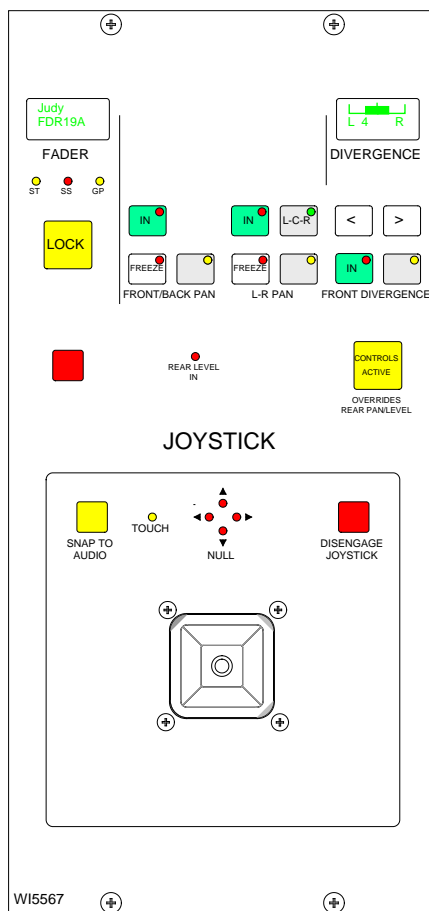 Judy
FDR19A
L 4 R
FADER
DIVERGENCE
ST SS GP
LOCK
IN
IN
L-C-R
< >
FREEZE
FREEZE
IN
FRONT/BACK PAN
L-R PAN
FRONT DIVERGENCE
REAR LEVEL
IN
CONTROLS
ACTIVE
OVERRIDES
REAR PAN/LEVEL
JOYSTICK
SNAP TO
AUDIO
TOUCH
NULL
DISENGAGE
JOYSTICK
WI5567